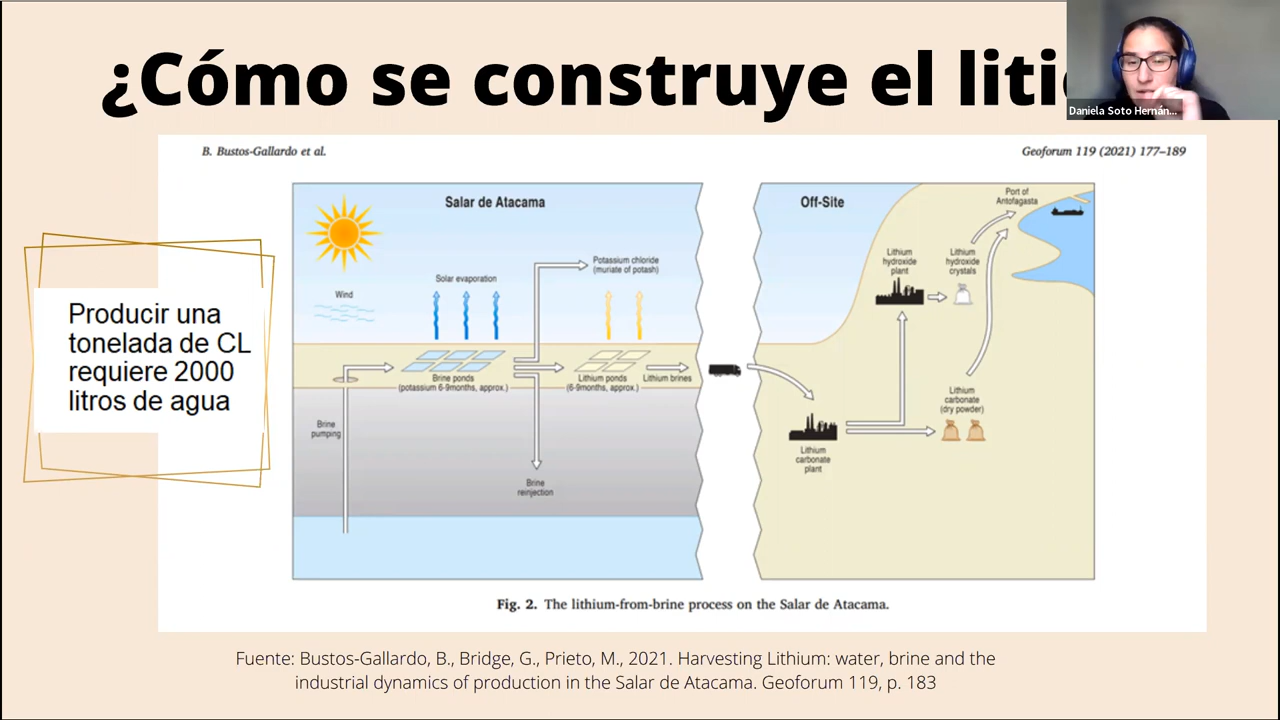 ¿Cómo se construye el liti
Daniela Soto Hernán...
B. Bustos-Gallardo et al.
Geoforum 119 (2021) 177–189
Producir una
tonelada de CL
requiere 2000
litros de agua
Salar de Atacama
Wind
Solar evaporation
Potassium chloride
(muriate of potash)
Brine ponds
(potassium 6-9months, approx.)
Lithium ponds
(6-9months, approx.)
Lithium brines
Brine
pumping
Brine
reinjection
Off-Site
Port of
Antofagasta
Lithium
hydroxide
plant
Lithium
hydroxide
crystals
Lithium
carbonate
(dry powder)
Lithium
carbonate
plant
Fig. 2. The lithium-from-brine process on the Salar de Atacama.
Fuente: Bustos-Gallardo, B., Bridge, G., Prieto, M., 2021. Harvesting Lithium: water, brine and the
industrial dynamics of production in the Salar de Atacama. Geoforum 119, p. 183